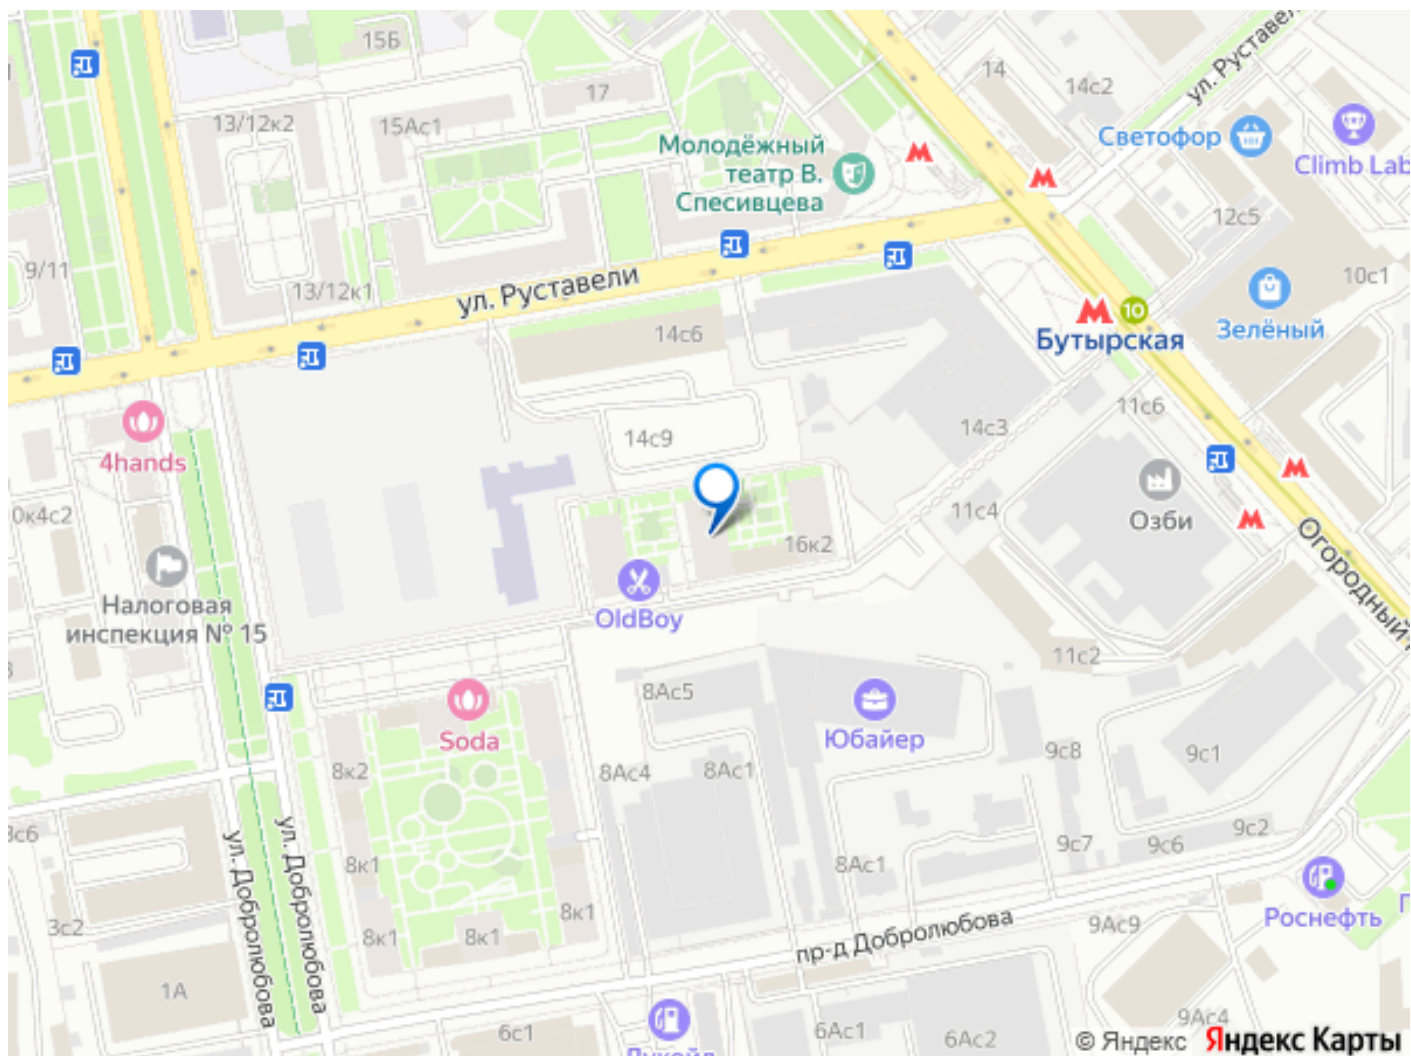 15Б
17
14
14с2
ул. Руставели
13/12к2
15Ас1
Светофор
Climb Lab
Молодёжный
театр В.
Спесивцева
12с5
9/11
13/12к1
ул. Руставели
10с1
10
Зелёный
14с6
Бутырская
11с6
14с3
14с9
4hands
0к4с2
11с4
Озби
16к2
Огородный
Налоговая
инспекция № 15
OldBoy
11с2
8Ас5
Юбайер
Soda
9с8
9с1
8к2
8Ас4
8Ас1
3с6
9с2
9с7
9с6
8к1
8Ас1
ул. Добролюбова
ул. Добролюбова
Роснефть
3с2
8к1
8к1
8к1
пр-д Добролюбова
9Ас9
1А
6с1
Лукойл
6Ас1
6Ас2
9Ас4
© Яндекс Яндекс Карты